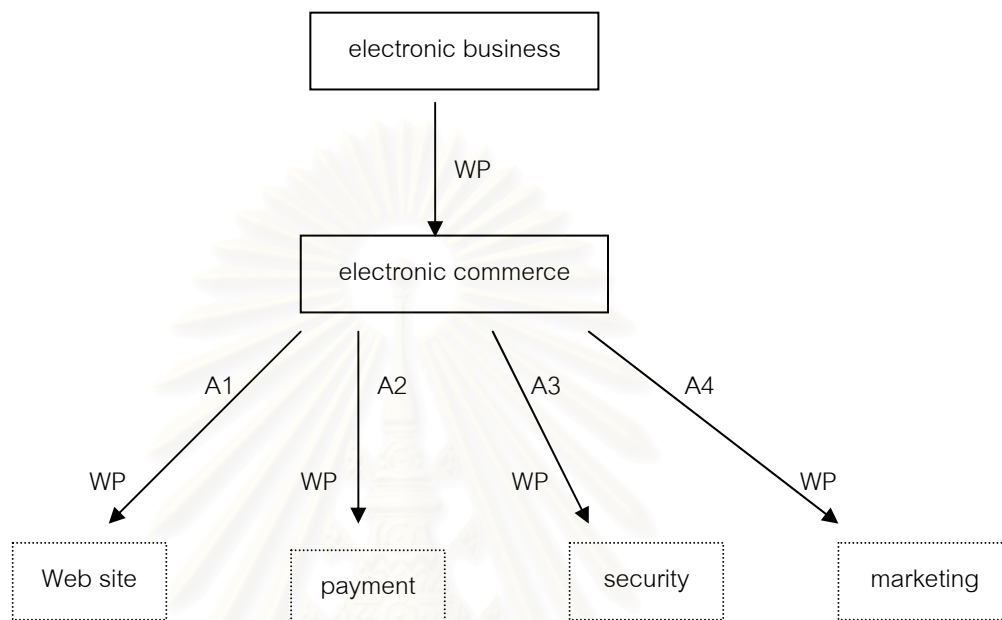 electronic business
WP
electronic commerce
A1
A2
A3
A4
WP
WP
WP
WP
Web site
payment
security
marketing